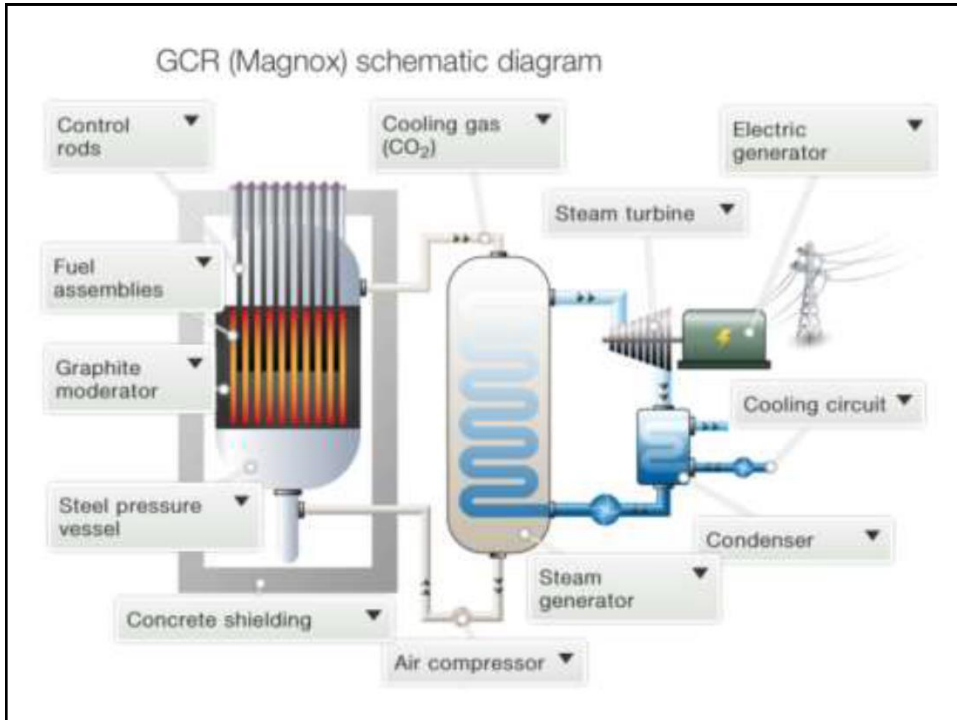 GCR (Magnox) schematic diagram
Control
rods
Cooling gas
(CO₂)
Electric
generator
Steam turbine
Fuel
assemblies
Graphite
moderator
Cooling circuit
Steel pressure
vessel
Condenser
Steam
generator
Concrete shielding
Air compressor